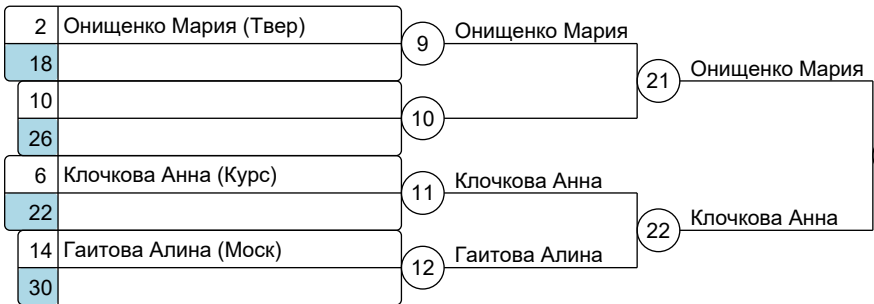 2 Онищенко Мария (Твер)
18
9 Онищенко Мария
10
26
10
21 Онищенко Мария
6 Клочкова Анна (Курс)
22
11 Клочкова Анна
14 Гаитова Алина (Моск)
30
12 Гаитова Алина
22 Клочкова Анна